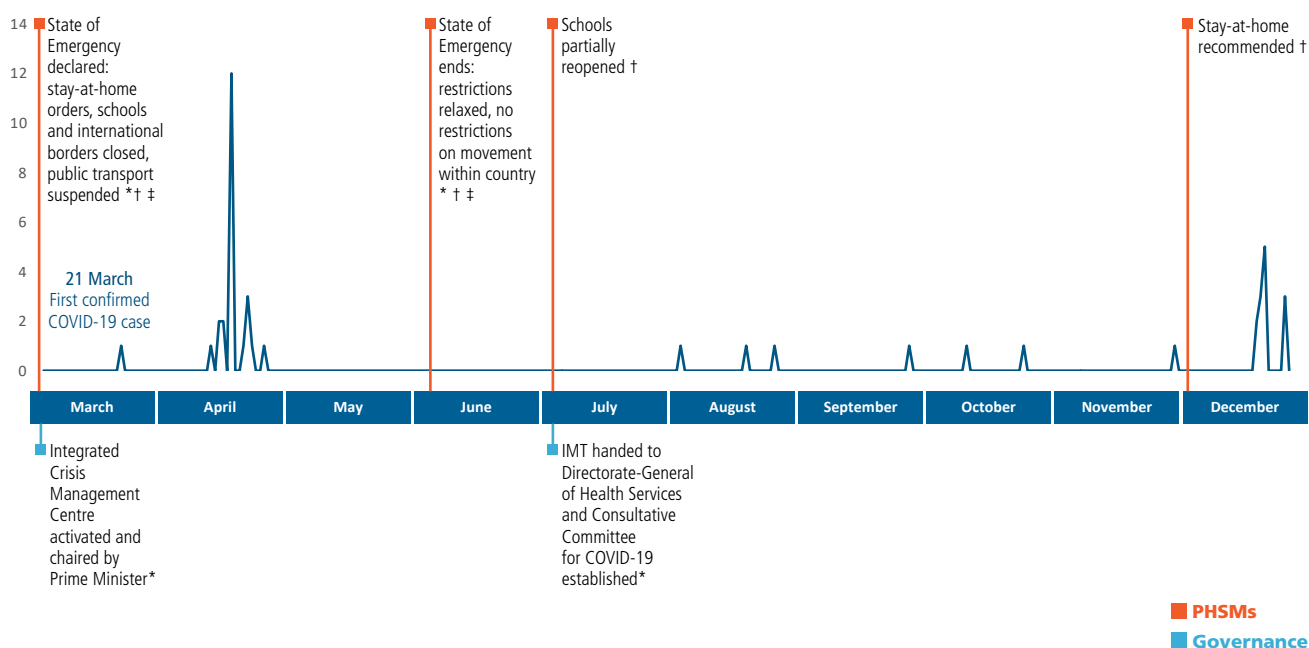 14
12
10
8
6
4
2
0
State of
Emergency
declared:
stay-at-home
orders, schools
and international
borders closed,
public transport
suspended *† ‡
21 March
First confirmed
COVID-19 case
State of
Emergency
ends:
restrictions
relaxed, no
restrictions
on movement
within country
* † ‡
Schools
partially
reopened †
Stay-at-home
recommended †
March
April
May
June
July
August
September
October
November
December
Integrated
Crisis
Management
Centre
activated and
chaired by
Prime Minister*
IMT handed to
Directorate-General
of Health Services
and Consultative
Committee
for COVID-19
established*
PHSMs
Governance